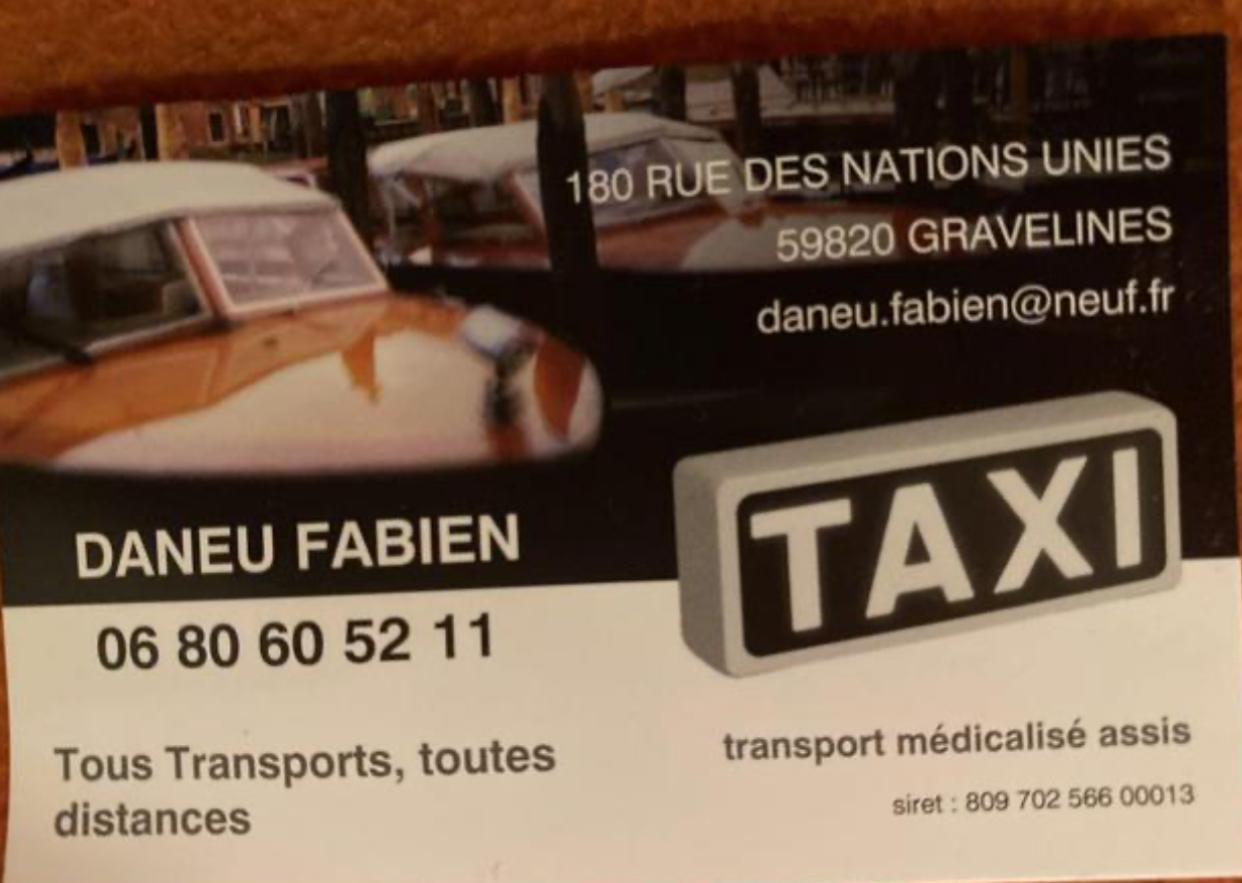 180 RUE DES NATIONS UNIES
59820 GRAVELINES
daneu.fabien@neuf.fr
TAXI
DANEU FABIEN
06 80 60 52 11
Tous Transports, toutes
distances
transport médicalisé assis
siret : 809 702 566 00013